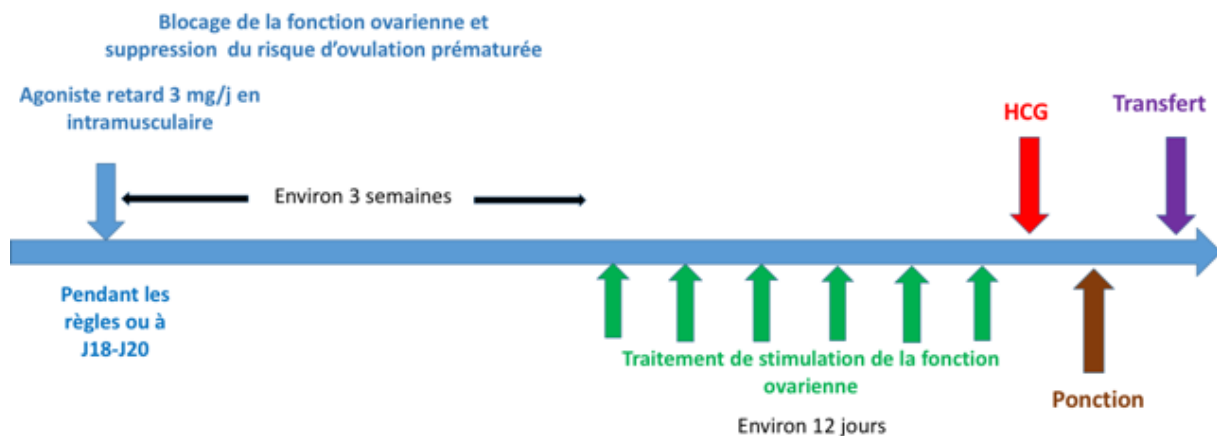 Blocage de la fonction ovarienne et
suppression du risque d'ovulation prématurée
Agoniste retard 3 mg/j en
intramusculaire
HCG
Transfert
Environ 3 semaines
Pendant les
règles ou à
J18-J20
Traitement de stimulation de la fonction
ovarienne
Environ 12 jours
Ponction